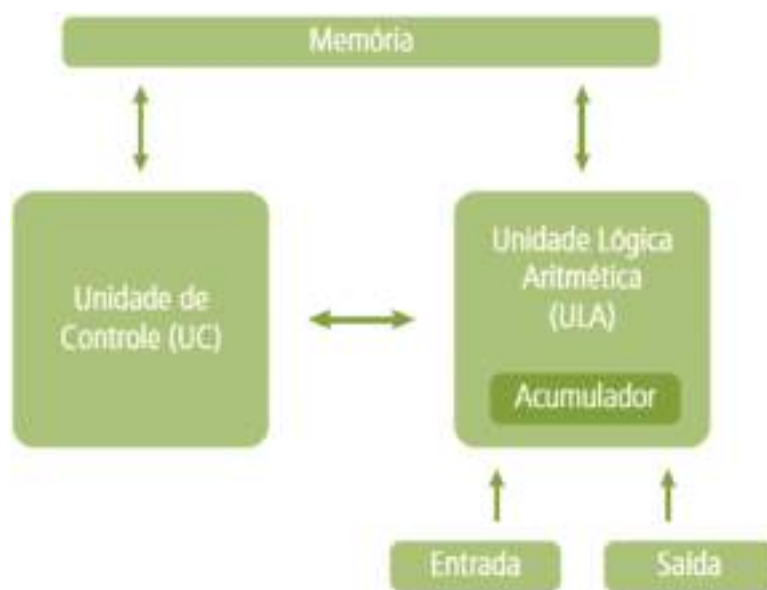 Memória
Unidade de
Controle (UC)
Unidade Lógica
Aritmética
(ULA)
Acumulador
Entrada
Saída